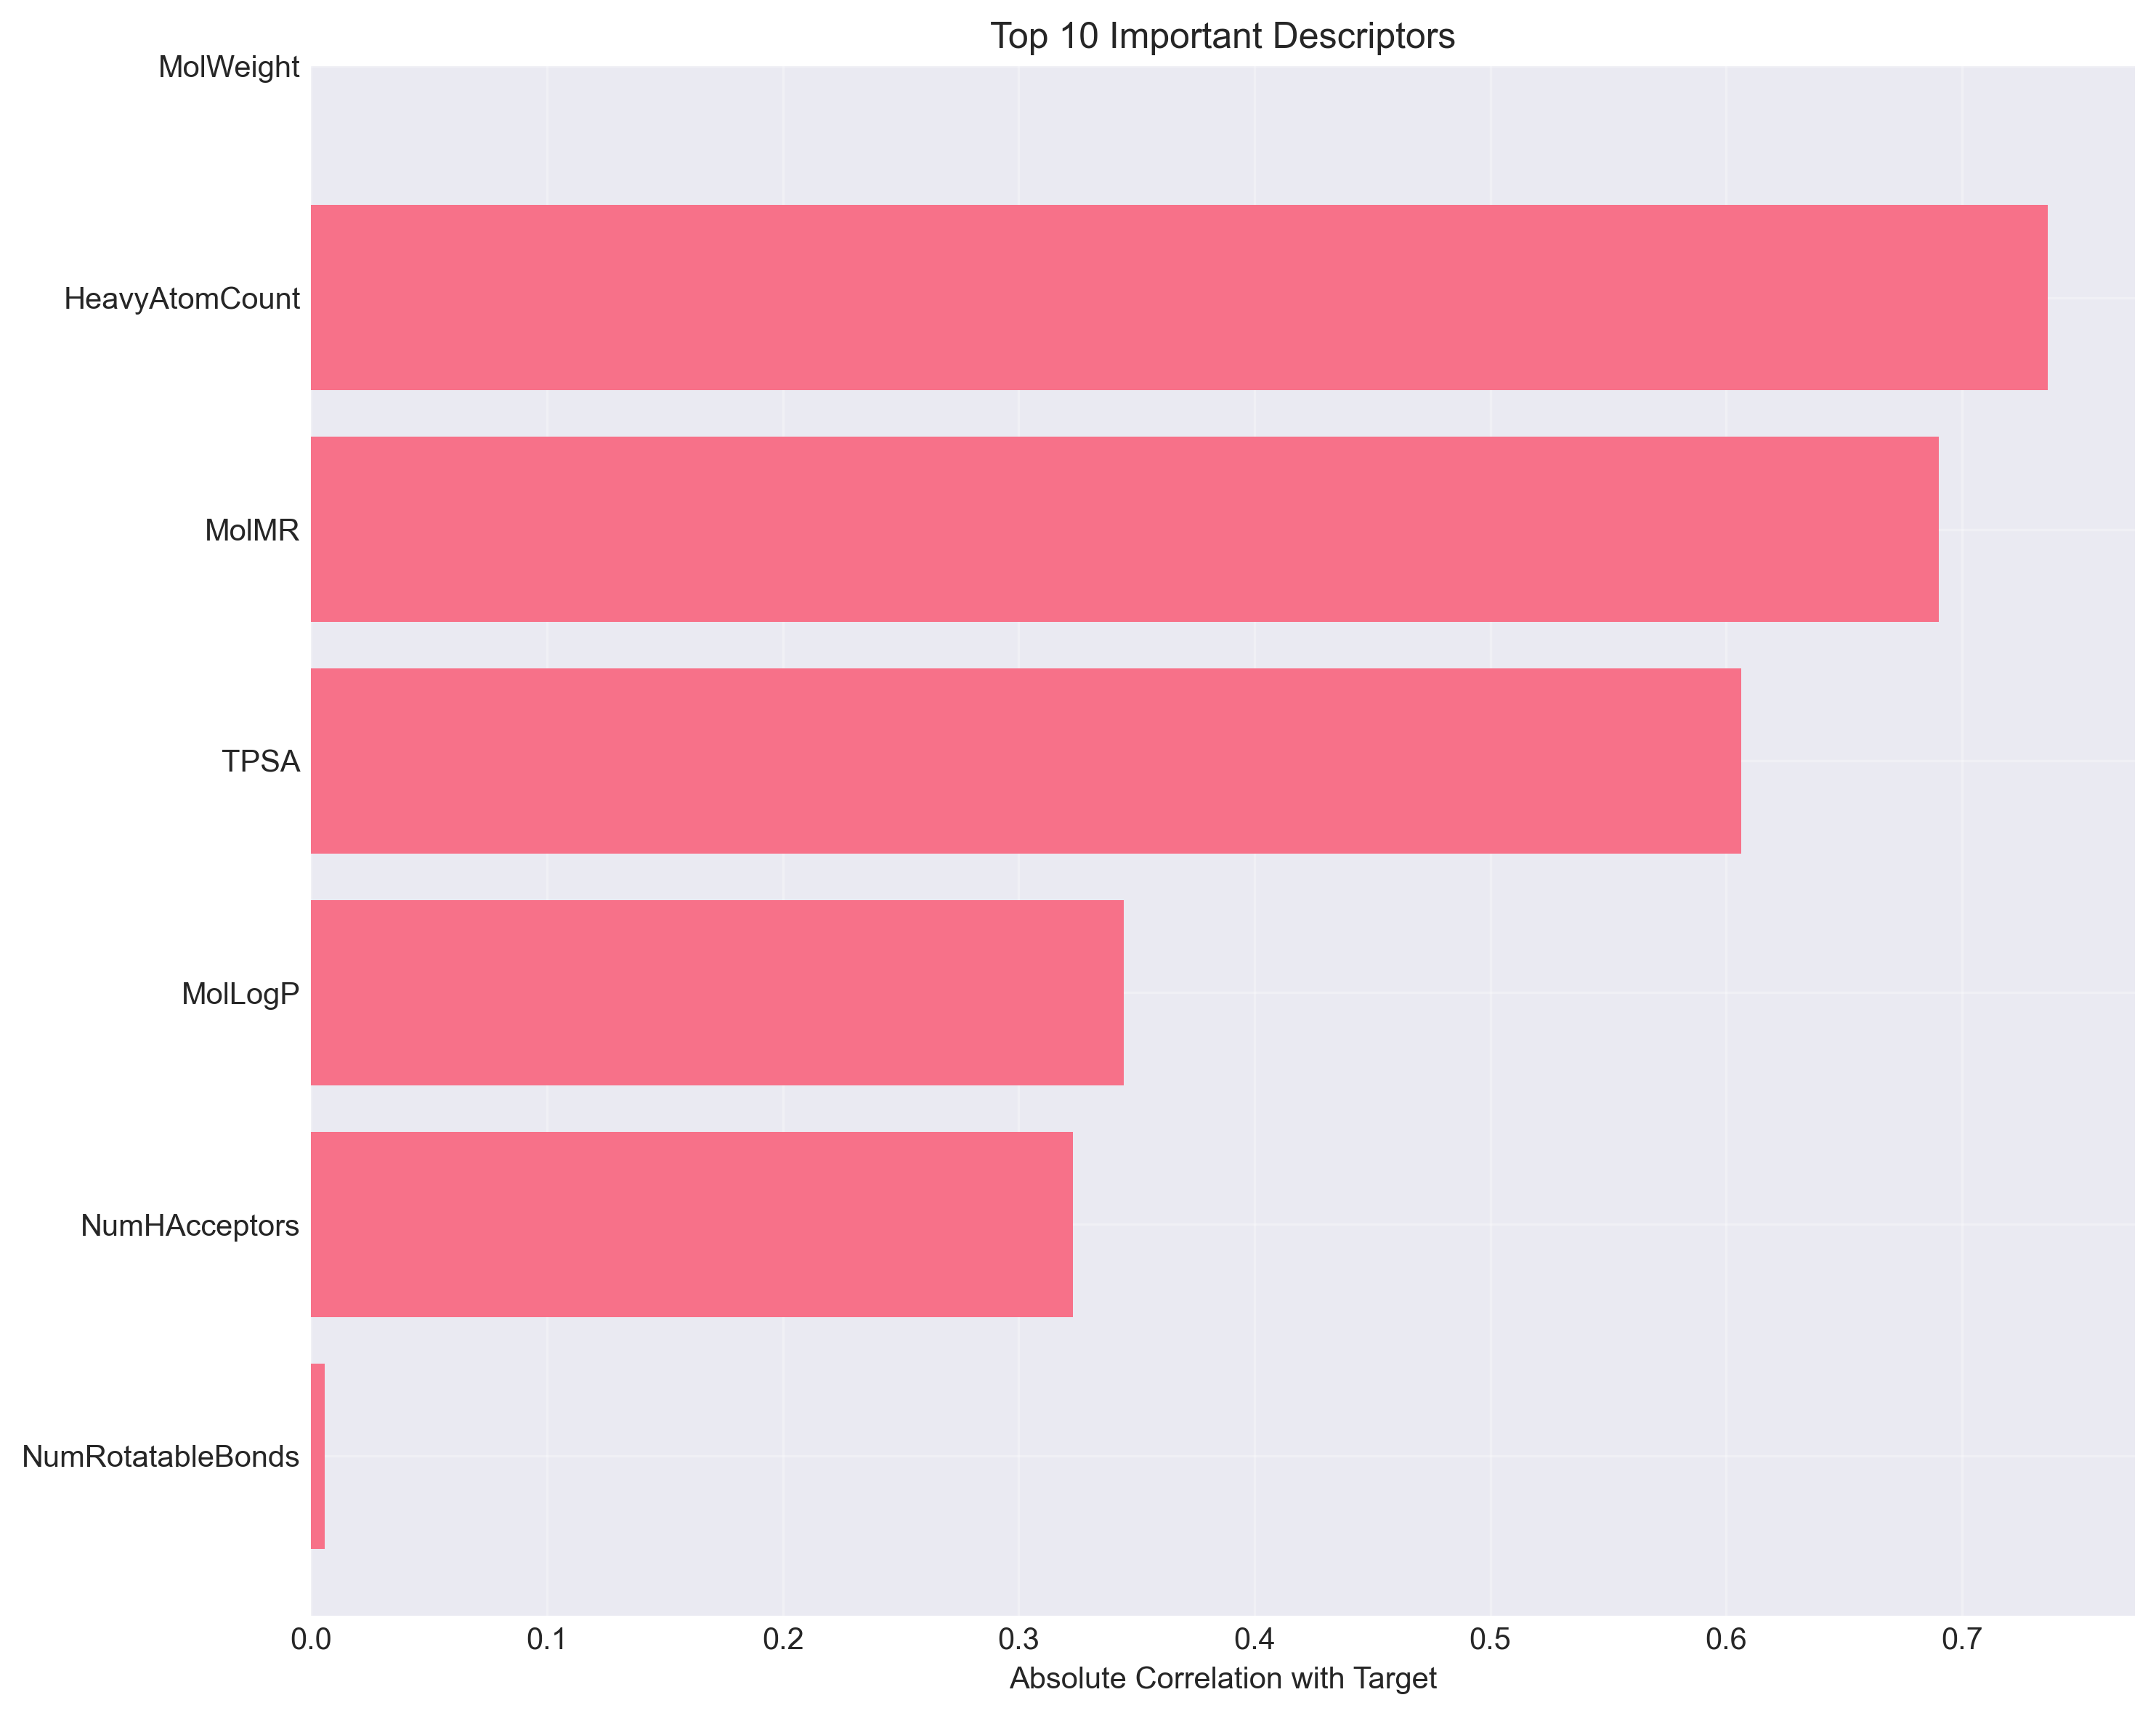 Top 10 Important Descriptors
MolWeight
HeavyAtomCount
MolMR
TPSA
MolLogP
NumHAcceptors
NumRotatableBonds
0.0 0.1 0.2 0.3 0.4 0.5 0.6 0.7
Absolute Correlation with Target